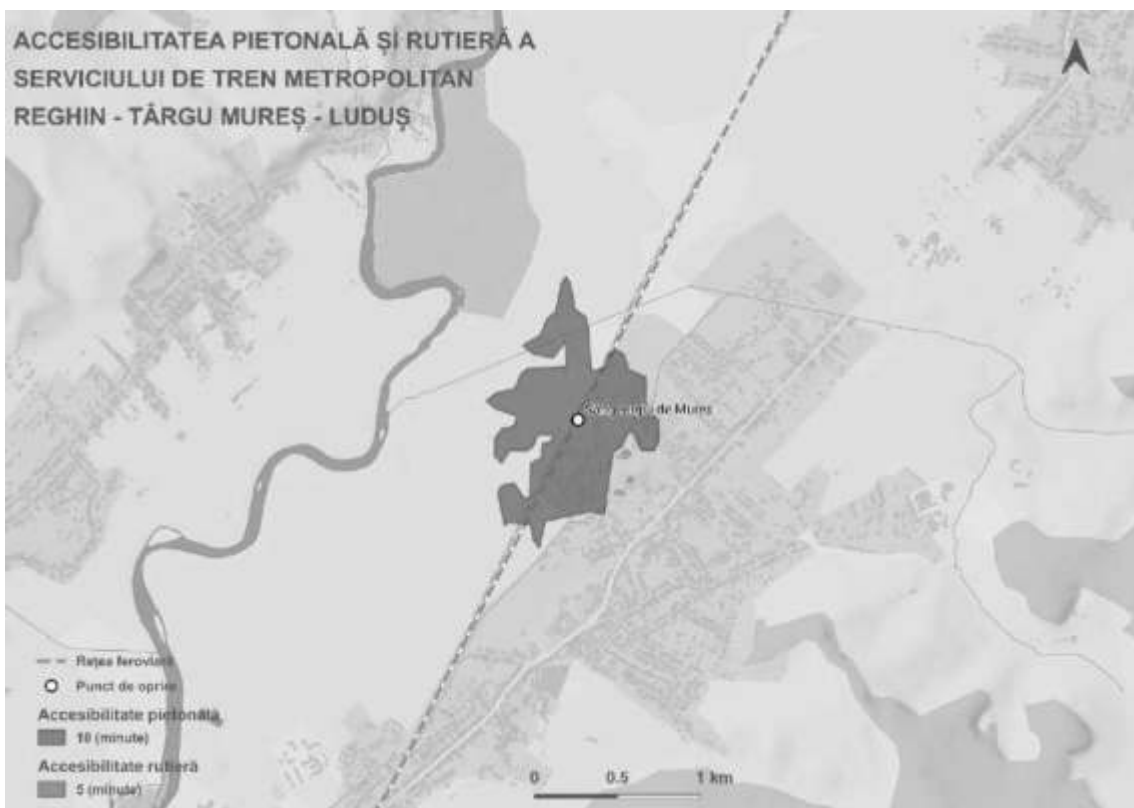 ACCESIBILITATEA PIETONALĂ ȘI RUTIERĂ A
SERVICIULUI DE TREN METROPOLITAN
REGHIN - TÂRGU MUREȘ - LUDUȘ
de Mureș
Rețea feroviară
Punct de oprire
Accesibilitate pietonală
10 (minute)
Accesibilitate rutieră
5 (minute)
0 0.5 1 km